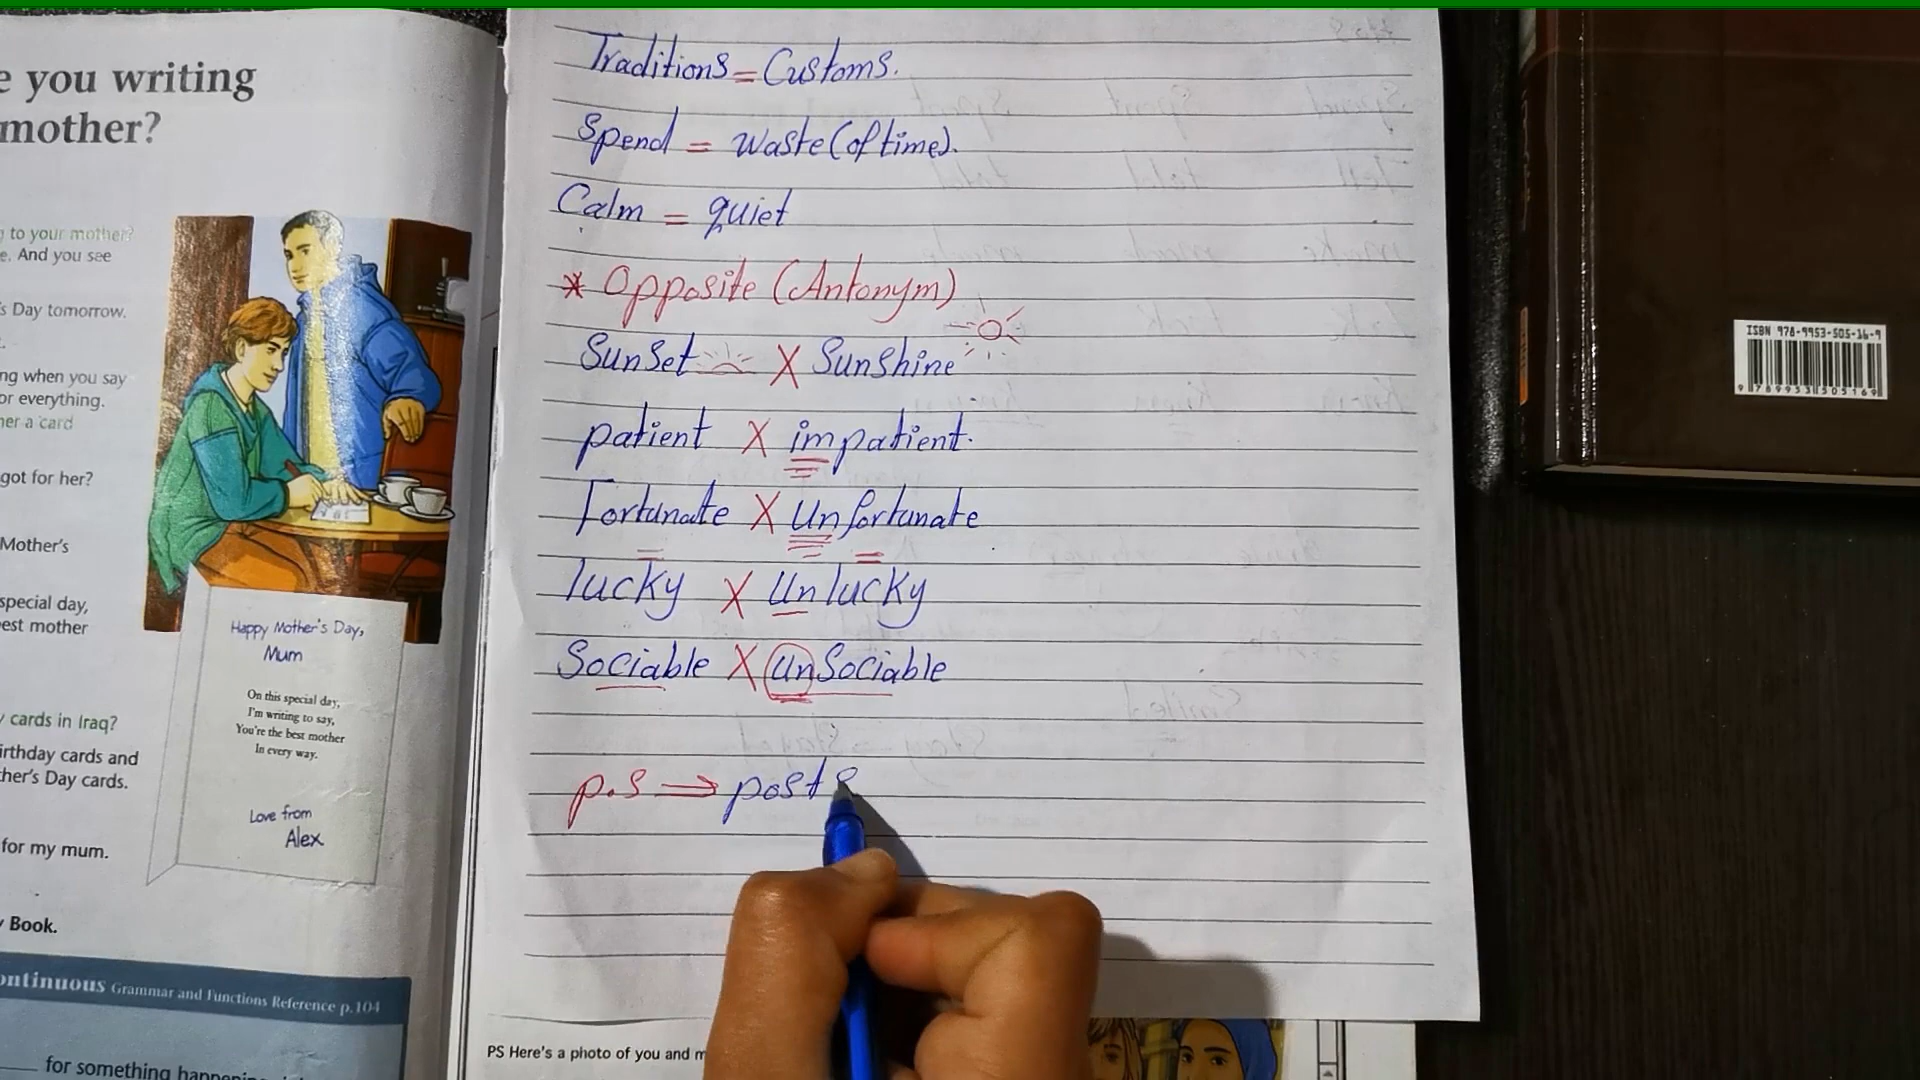 e you writing
mother?
to your mother?
e. And you see
s Day tomorrow.
ng when you say
or everything.
her a card
got for her?
Mother's
special day,
est mother
cards in Iraq?
irthday cards and
ther's Day cards.
for my mum.
Book.
Happy Mother's Day,
Mum
On this special day,
I'm writing to say,
You're the best mother
In every way.
Love from
Alex
ontinuous Grammar and Functions Reference p.104
for something happening
Traditions = Customs.
Spend = waste (of time).
Calm = quiet
* Opposite (Antonym)
Sunset X Sunshine
patient X impatient.
Fortunate X Unfortunate
lucky X Unlucky
Sociable X UnSociable
p.s ⇒ post s
PS Here's a photo of you and m
ISBN 978-9953-505-16-9
9 789953 505169